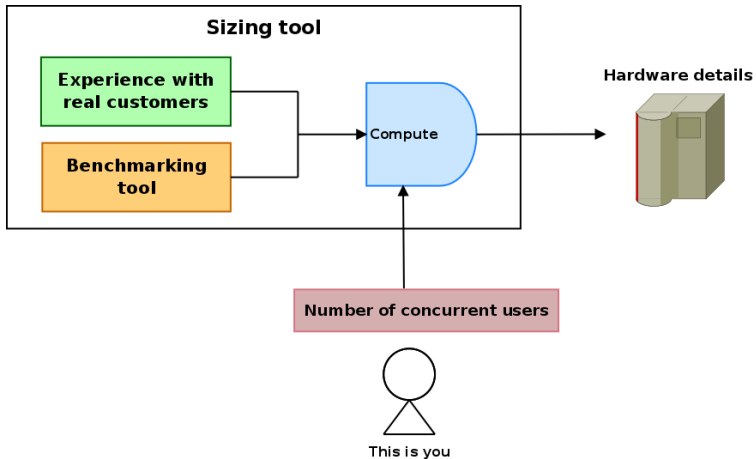 Sizing tool
Experience with
real customers
Benchmarking
tool
Compute
Hardware details
Number of concurrent users
This is you